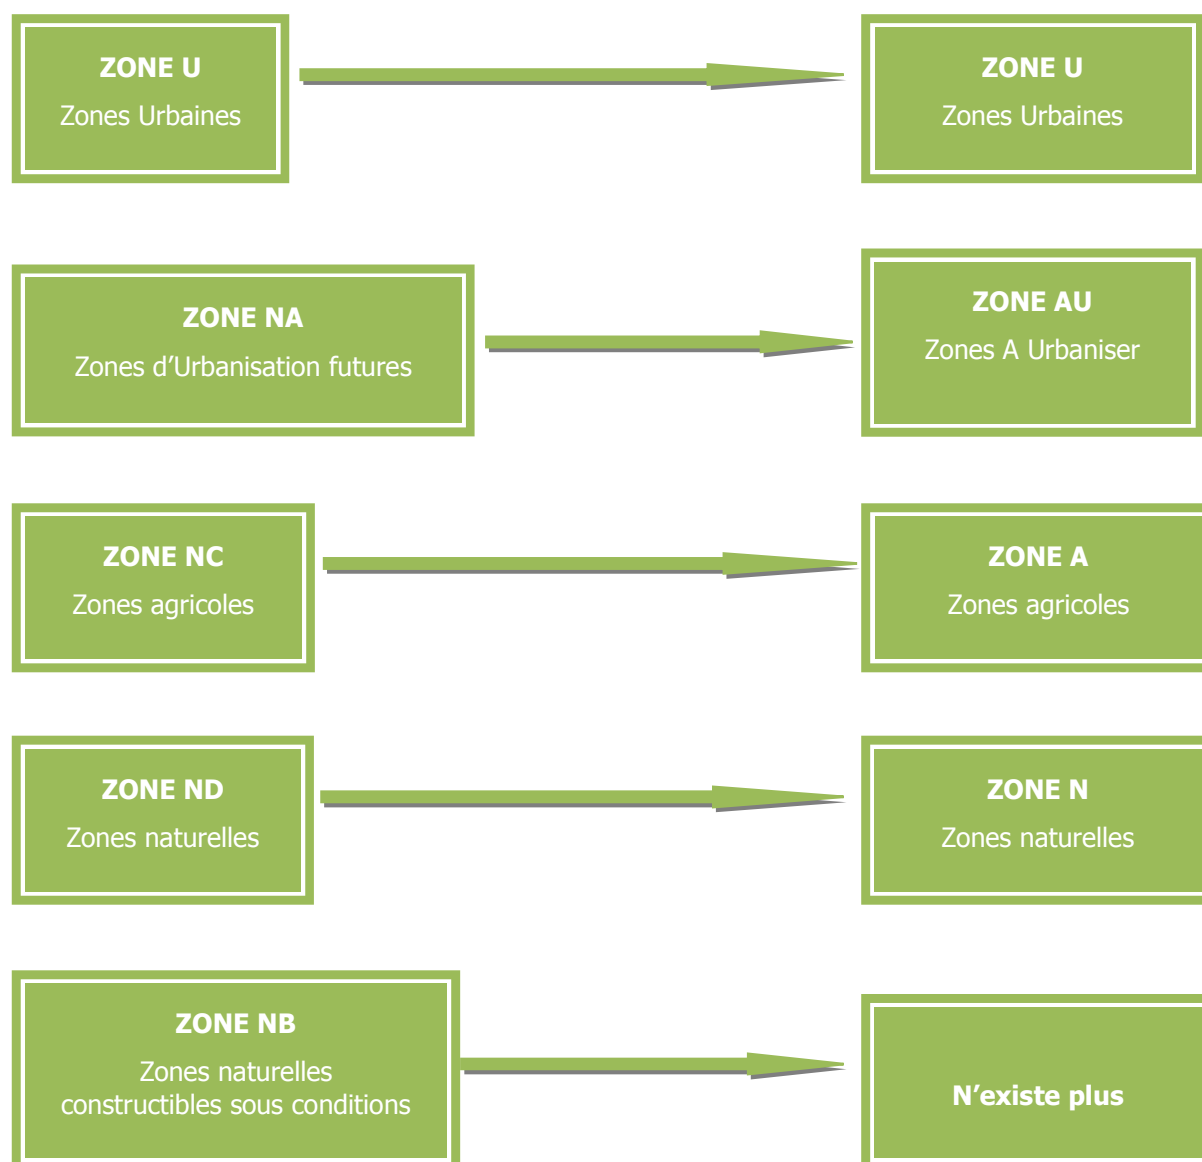 ZONE U
Zones Urbaines
ZONE U
Zones Urbaines
ZONE NA
Zones d’Urbanisation futures
ZONE AU
Zones A Urbaniser
ZONE NC
Zones agricoles
ZONE A
Zones agricoles
ZONE ND
Zones naturelles
ZONE N
Zones naturelles
ZONE NB
Zones naturelles
constructibles sous conditions
N’existe plus